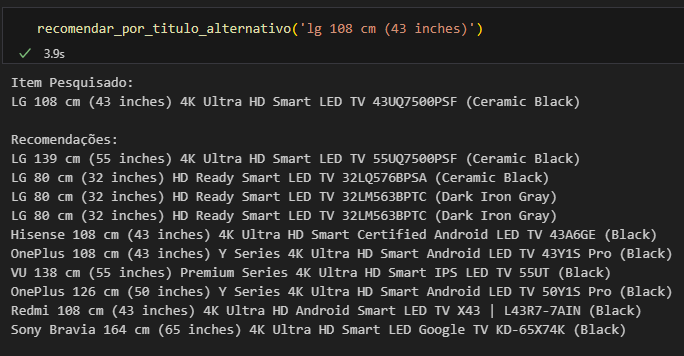 recomendar_por_titulo_alternativo('lg 108 cm (43 inches)')
3.9s
Item Pesquisado:
LG 108 cm (43 inches) 4K Ultra HD Smart LED TV 43UQ7500PSF (Ceramic Black)
Recomendações:
LG 139 cm (55 inches) 4K Ultra HD Smart LED TV 55UQ7500PSF (Ceramic Black)
LG 80 cm (32 inches) HD Ready Smart LED TV 32LQ576BPSA (Ceramic Black)
LG 80 cm (32 inches) HD Ready Smart LED TV 32LM563BPTC (Dark Iron Gray)
LG 80 cm (32 inches) HD Ready Smart LED TV 32LM563BPTC (Dark Iron Gray)
Hisense 108 cm (43 inches) 4K Ultra HD Smart Certified Android LED TV 43A6GE (Black)
OnePlus 108 cm (43 inches) Y Series 4K Ultra HD Smart Android LED TV 43Y1S Pro (Black)
VU 138 cm (55 inches) Premium Series 4K Ultra HD Smart IPS LED TV 55UT (Black)
OnePlus 126 cm (50 inches) Y Series 4K Ultra HD Smart Android LED TV 50Y1S Pro (Black)
Redmi 108 cm (43 inches) 4K Ultra HD Android Smart LED TV X43 | L43R7-7AIN (Black)
Sony Bravia 164 cm (65 inches) 4K Ultra HD Smart LED Google TV KD-65X74K (Black)